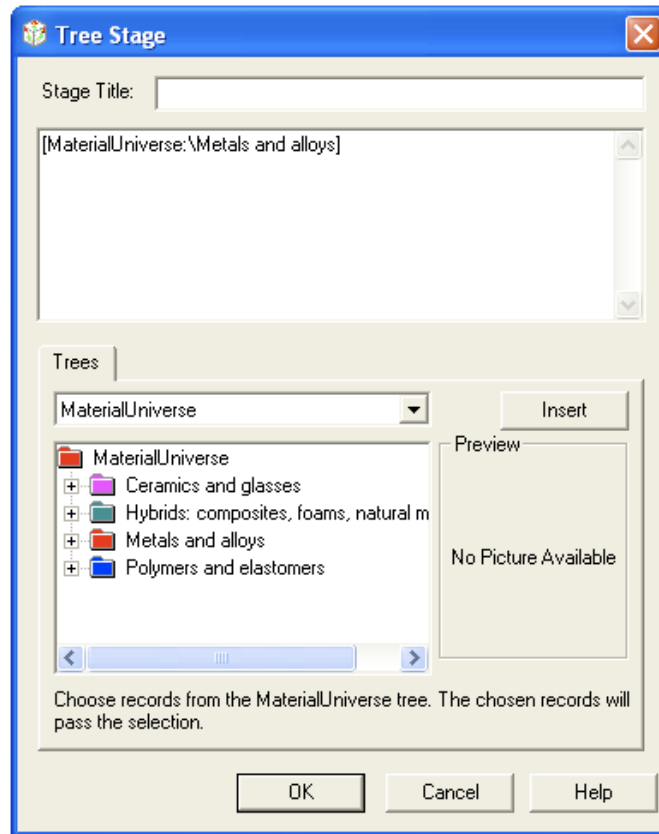 Tree Stage
Stage Title:
[MaterialUniverse:\Metals and alloys]
Trees
MaterialUniverse
Insert
MaterialUniverse
Ceramics and glasses
Hybrids: composites, foams, natural m
Metals and alloys
Polymers and elastomers
Preview
No Picture Available
Choose records from the MaterialUniverse tree. The chosen records will
pass the selection.
OK
Cancel
Help